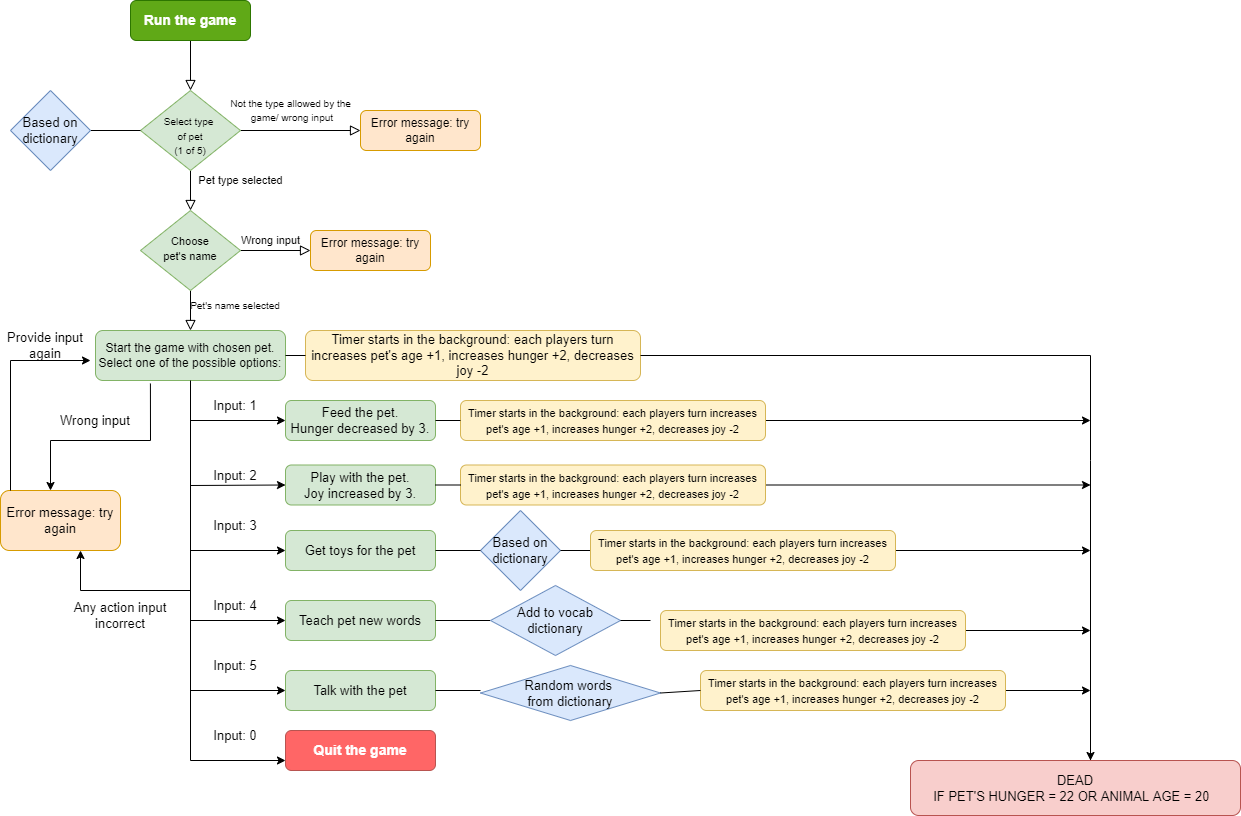 Run the game
Not the type allowed by the
game/ wrong input
Based on
dictionary
Select type
of pet
(1 of 5)
Error message: try
again
Pet type selected
Choose
pet's name
Wrong input
Error message: try
again
Pet's name selected
Provide input
again
Start the game with chosen pet.
Select one of the possible options:
Timer starts in the background: each players turn
increases pet's age +1, increases hunger +2, decreases
joy -2
Wrong input
Input: 1
Feed the pet.
Hunger decreased by 3.
Timer starts in the background: each players turn increases
pet's age +1, increases hunger +2, decreases joy -2
Input: 2
Play with the pet.
Joy increased by 3.
Timer starts in the background: each players turn increases
pet's age +1, increases hunger +2, decreases joy -2
Error message: try
again
Input: 3
Get toys for the pet
Based on
dictionary
Timer starts in the background: each players turn increases
pet's age +1, increases hunger +2, decreases joy -2
Any action input
incorrect
Input: 4
Teach pet new words
Add to vocab
dictionary
Timer starts in the background: each players turn increases
pet's age +1, increases hunger +2, decreases joy -2
Input: 5
Talk with the pet
Random words
from dictionary
Timer starts in the background: each players turn increases
pet's age +1, increases hunger +2, decreases joy -2
Input: 0
Quit the game
DEAD
IF PET'S HUNGER = 22 OR ANIMAL AGE = 20